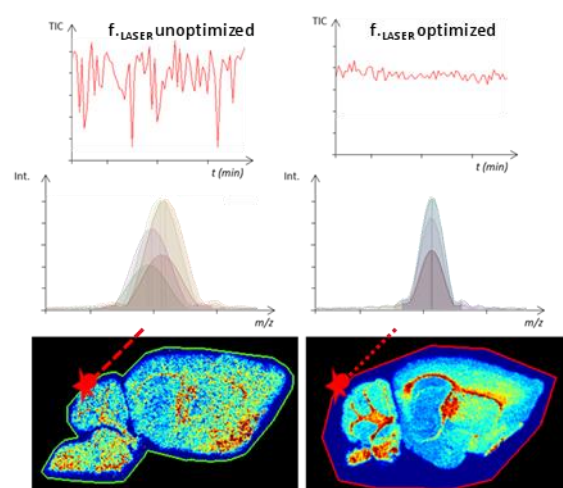 TIC
f.LASER unoptimized
t (min)
TIC
f.LASER optimized
t (min)
Int.
m/z
Int.
m/z